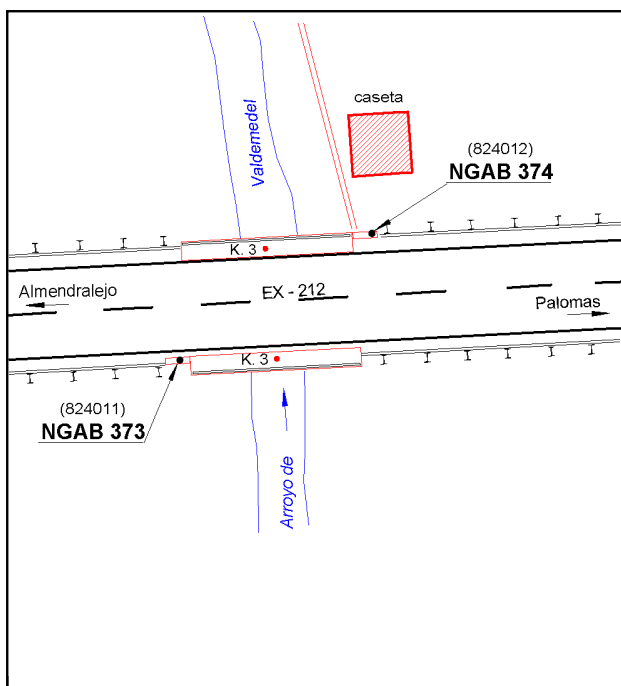 caseta
(824012)
NGAB 374
Valdemedel
K. 3
Almendralejo
EX - 212
Palomas
K. 3
(824011)
NGAB 373
Arroyo de